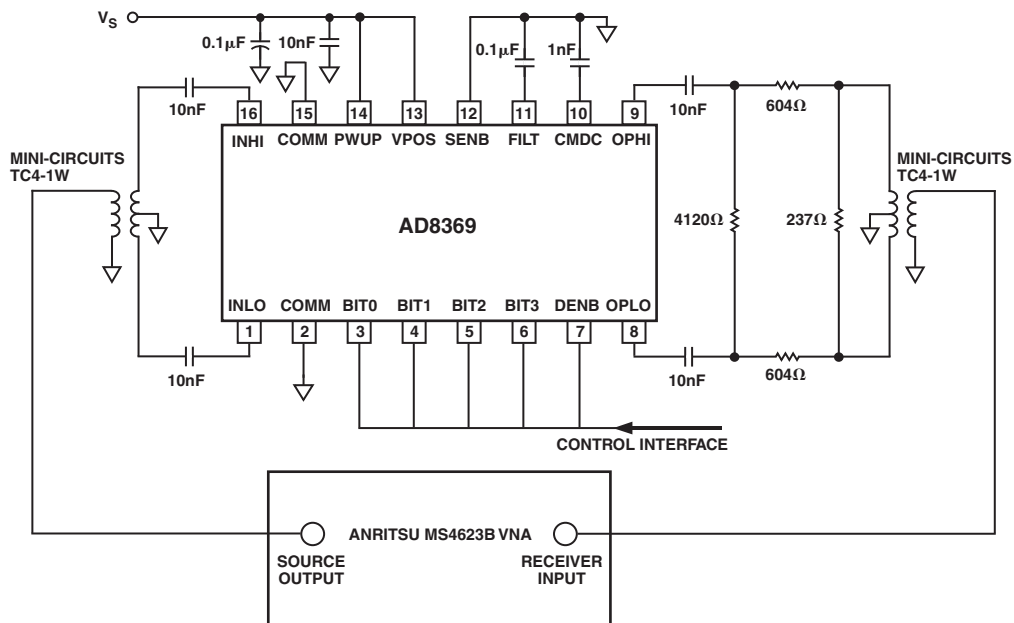 V_S
0.1µF
10nF
0.1µF
1nF
10nF
10nF
604Ω
16
15
14
13
12
11
10
9
INHI
COMM
PWUP
VPOS
SENB
FILT
CMDC
OPHI
MINI-CIRCUITS
TC4-1W
MINI-CIRCUITS
TC4-1W
AD8369
4120Ω
237Ω
INLO
COMM
BIT0
BIT1
BIT2
BIT3
DENB
OPLO
1
2
3
4
5
6
7
8
10nF
10nF
604Ω
CONTROL INTERFACE
ANRITSU MS4623B VNA
SOURCE
OUTPUT
RECEIVER
INPUT